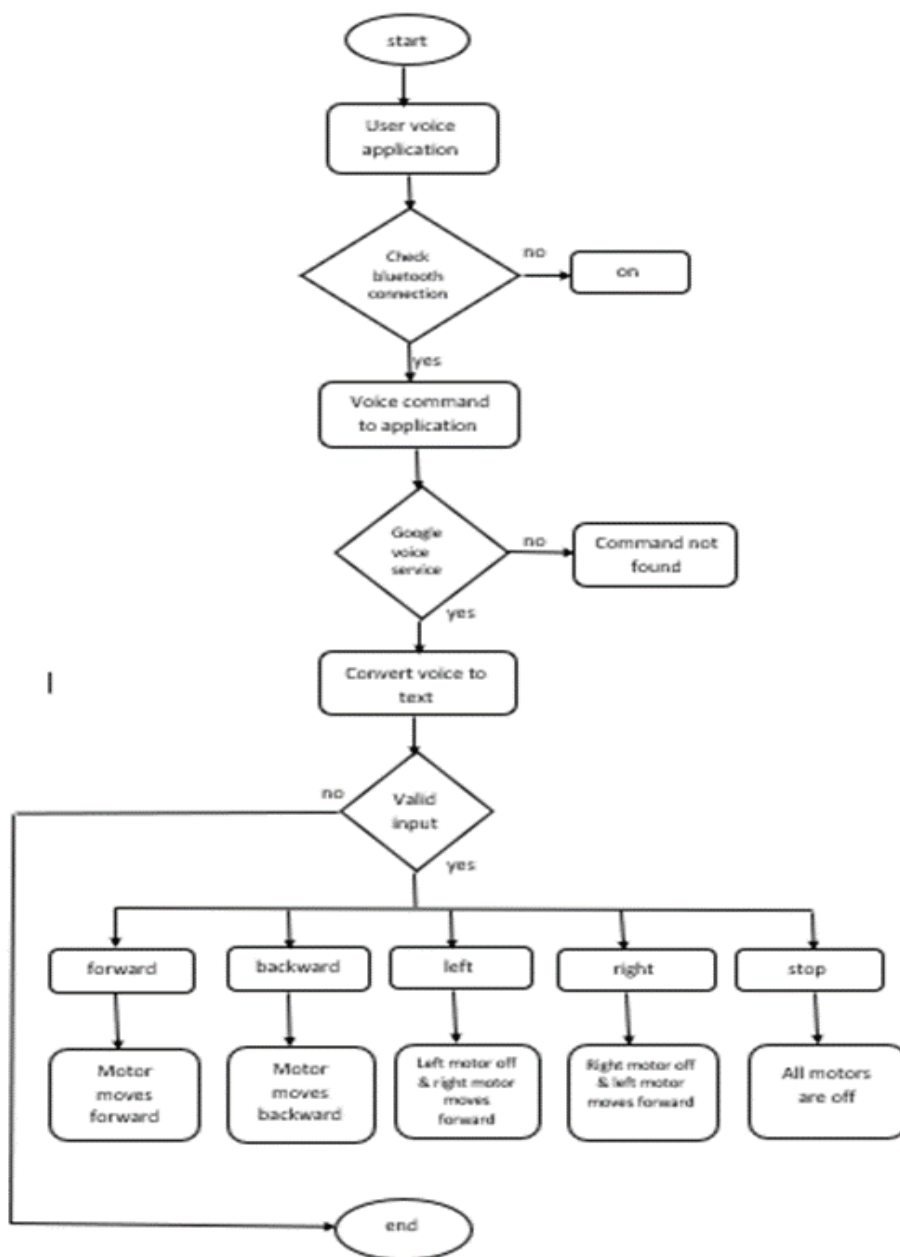 start
User voice
application
Check
bluetooth
connection
no
on
yes
Voice command
to application
Google
voice
service
no
Command not
found
yes
Convert voice to
text
no
Valid
input
yes
forward
backward
left
right
stop
Motor
moves
forward
Motor
moves
backward
Left motor off
& right motor
moves
forward
Right motor off
& left motor
moves forward
All motors
are off
end